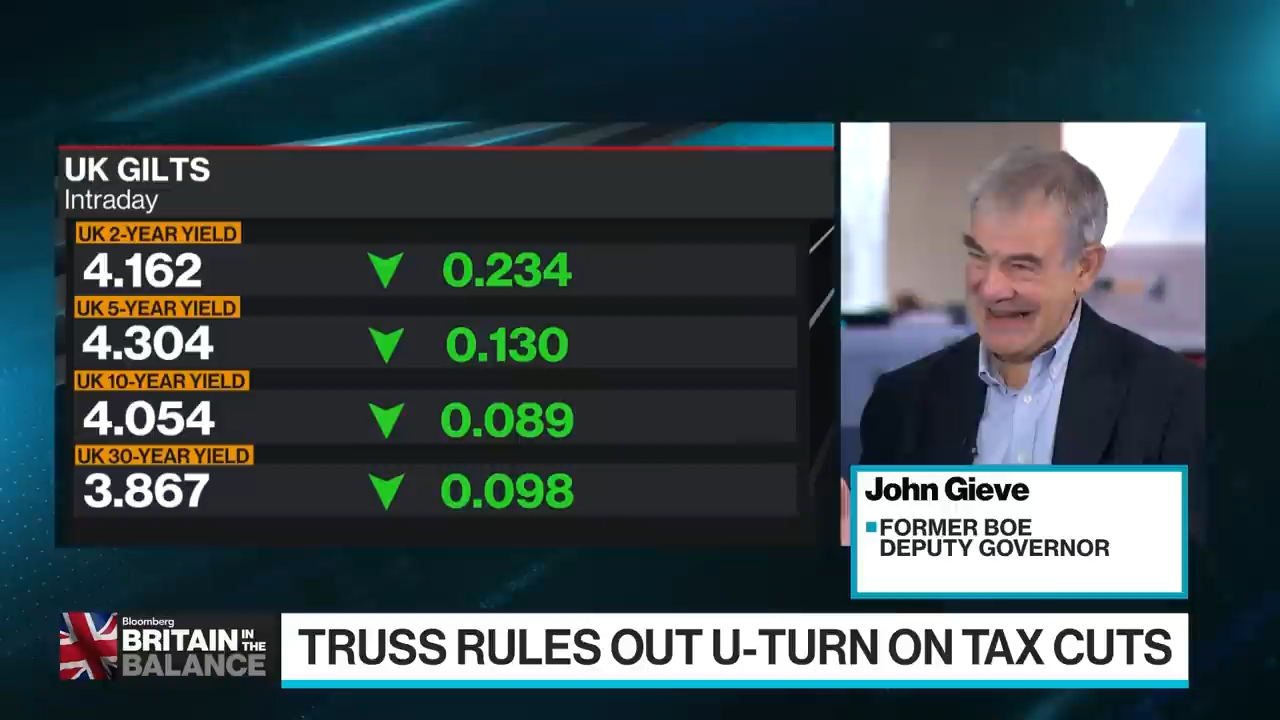 UK GILTS
Intraday
UK 2-YEAR YIELD
4.162 0.234
UK 5-YEAR YIELD
4.304 0.130
UK 10-YEAR YIELD
4.054 0.089
UK 30-YEAR YIELD
3.867 0.098
John Gieve
FORMER BOE
DEPUTY GOVERNOR
Bloomberg
BRITAIN IN THE
BALANCE
TRUSS RULES OUT U-TURN ON TAX CUTS